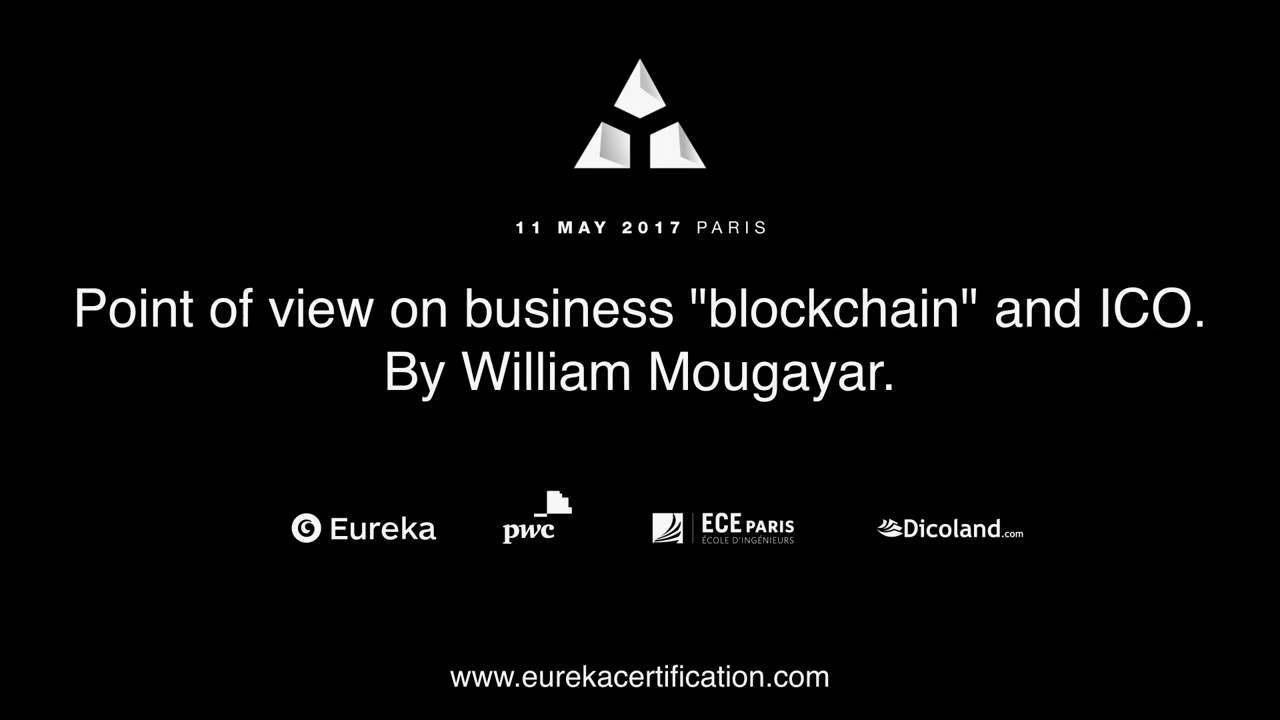 11 MAY 2017 PARIS
Point of view on business "blockchain" and ICO.
By William Mougayar.
Eureka
pwc
ECE PARIS
ÉCOLE D'INGÉNIEURS
Dicoland.com
www.eurekacertification.com